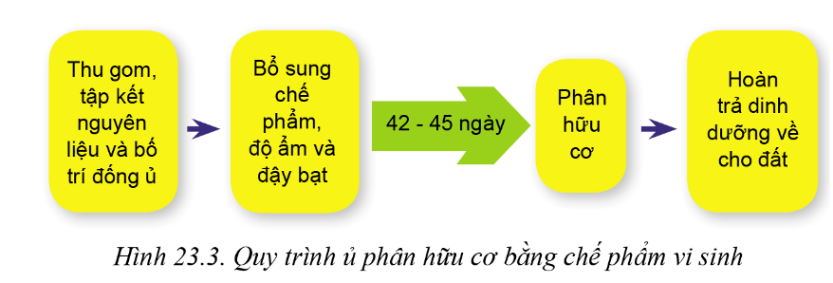 Thu gom,
tập kết
nguyên
liệu và bố
trí đống ủ
Bổ sung
chế
phẩm,
độ ẩm và
đậy bạt
42 - 45 ngày
Phân
hữu
cơ
Hoàn
trả dinh
dưỡng về
cho đất
Hình 23.3. Quy trình ủ phân hữu cơ bằng chế phẩm vi sinh